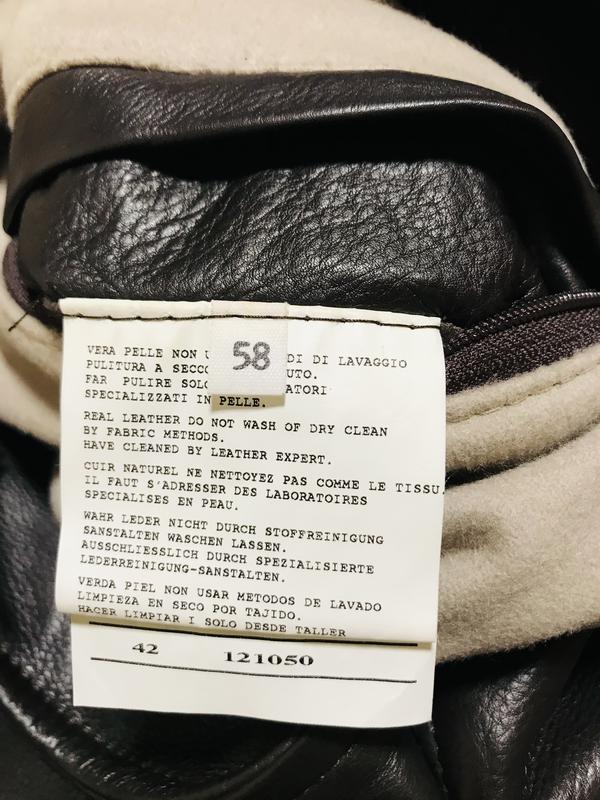 58
VERA PELLE NON DI DI LAVAGGIO
PULITURA A SECCO UTO.
FAR PULIRE SOLO ATORI
SPECIALIZZATI IN PELLE.
REAL LEATHER DO NOT WASH OF DRY CLEAN
BY FABRIC METHODS.
HAVE CLEANED BY LEATHER EXPERT.
CUIR NATUREL NE NETTOYEZ PAS COMME LE TISSU.
IL FAUT S'ADRESSER DES LABORATOIRES
SPECIALISES EN PEAU.
WAHR LEDER NICHT DURCH STOFFREINIGUNG
SANSTALTEN WASCHEN LASSEN.
AUSSCHLIESSLICH DURCH SPEZIALISIERTE
LEDERREINIGUNG-SANSTALTEN.
VERDA PIEL NON USAR METODOS DE LAVADO
LIMPIEZA EN SECO POR TAJIDO.
HACER LIMPIAR I SOLO DESDE TALLER
42 121050